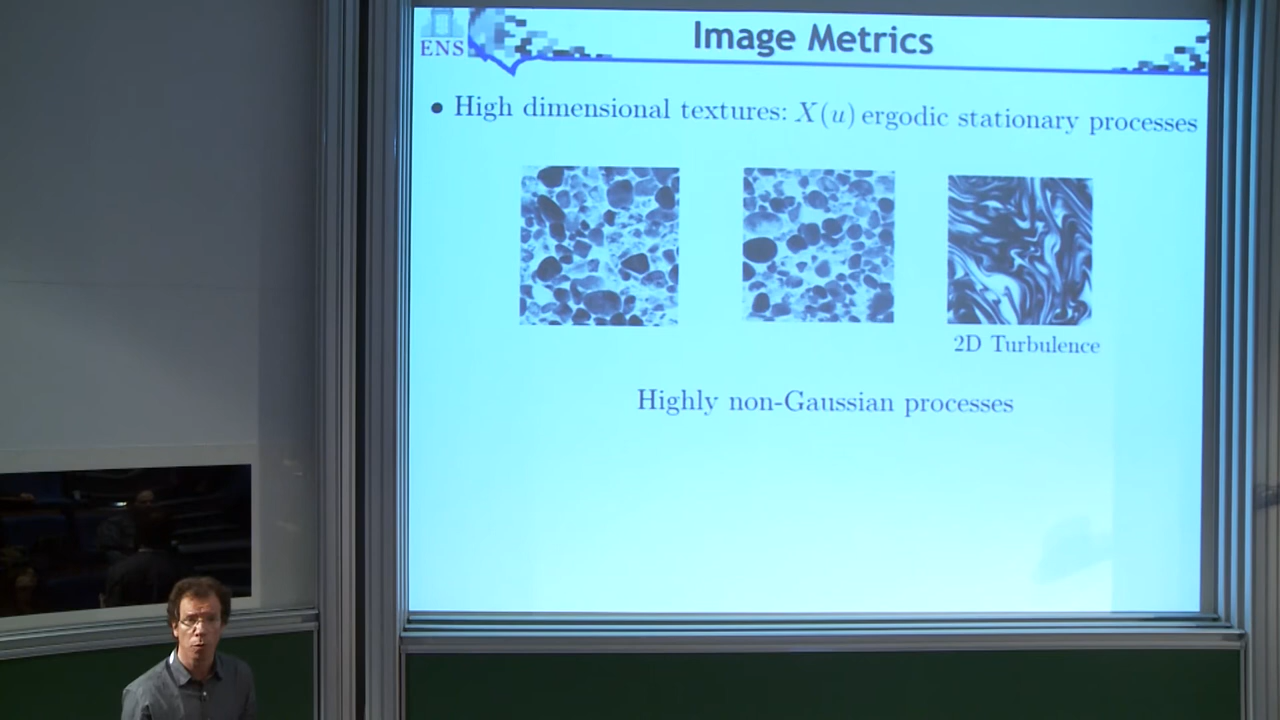 ENS
Image Metrics
• High dimensional textures: X(u) ergodic stationary processes
2D Turbulence
Highly non-Gaussian processes